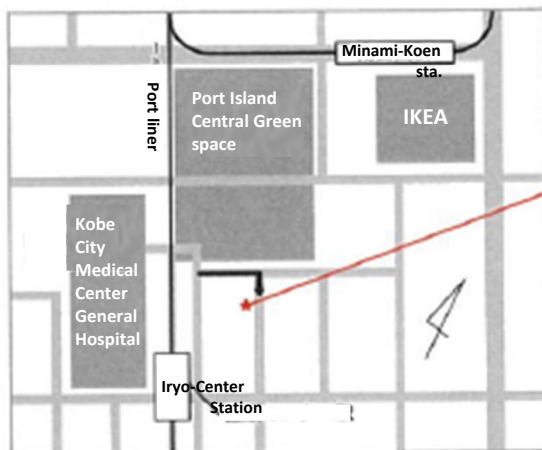 Minami-Koen
sta.
Port liner
Port Island
Central Green
space
IKEA
Kobe
City
Medical
Center
General
Hospital
Iryo-Center
Station